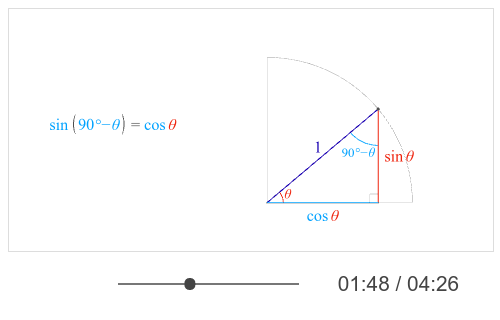 sin (90°−θ) = cos θ
1
90°−θ
sin θ
θ
cos θ
01:48 / 04:26